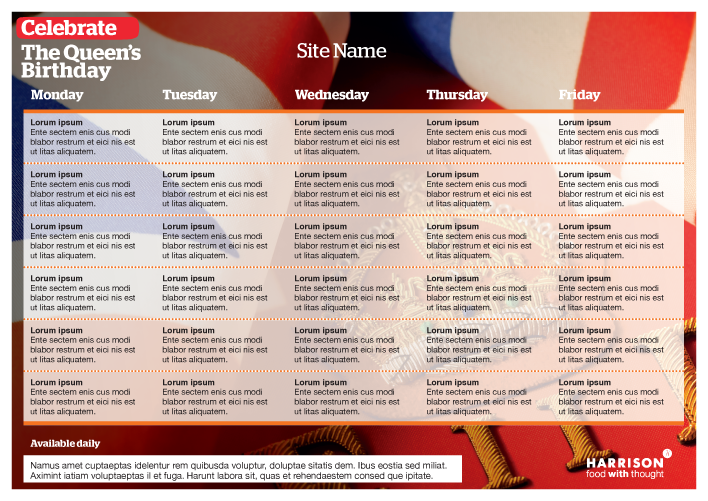 Celebrate
The Queen's
Birthday
Site Name
Monday Tuesday Wednesday Thursday Friday
Lorum ipsum Lorum ipsum Lorum ipsum Lorum ipsum Lorum ipsum
Ente sectem enis cus modi Ente sectem enis cus modi Ente sectem enis cus modi Ente sectem enis cus modi Ente sectem enis cus modi
blabor restrum et eici nis est blabor restrum et eici nis est blabor restrum et eici nis est blabor restrum et eici nis est blabor restrum et eici nis est
ut litas aliquatem. ut litas aliquatem. ut litas aliquatem. ut litas aliquatem. ut litas aliquatem.
Lorum ipsum Lorum ipsum Lorum ipsum Lorum ipsum Lorum ipsum
Ente sectem enis cus modi Ente sectem enis cus modi Ente sectem enis cus modi Ente sectem enis cus modi Ente sectem enis cus modi
blabor restrum et eici nis est blabor restrum et eici nis est blabor restrum et eici nis est blabor restrum et eici nis est blabor restrum et eici nis est
ut litas aliquatem. ut litas aliquatem. ut litas aliquatem. ut litas aliquatem. ut litas aliquatem.
Lorum ipsum Lorum ipsum Lorum ipsum Lorum ipsum Lorum ipsum
Ente sectem enis cus modi Ente sectem enis cus modi Ente sectem enis cus modi Ente sectem enis cus modi Ente sectem enis cus modi
blabor restrum et eici nis est blabor restrum et eici nis est blabor restrum et eici nis est blabor restrum et eici nis est blabor restrum et eici nis est
ut litas aliquatem. ut litas aliquatem. ut litas aliquatem. ut litas aliquatem. ut litas aliquatem.
Lorum ipsum Lorum ipsum Lorum ipsum Lorum ipsum Lorum ipsum
Ente sectem enis cus modi Ente sectem enis cus modi Ente sectem enis cus modi Ente sectem enis cus modi Ente sectem enis cus modi
blabor restrum et eici nis est blabor restrum et eici nis est blabor restrum et eici nis est blabor restrum et eici nis est blabor restrum et eici nis est
ut litas aliquatem. ut litas aliquatem. ut litas aliquatem. ut litas aliquatem. ut litas aliquatem.
Lorum ipsum Lorum ipsum Lorum ipsum Lorum ipsum Lorum ipsum
Ente sectem enis cus modi Ente sectem enis cus modi Ente sectem enis cus modi Ente sectem enis cus modi Ente sectem enis cus modi
blabor restrum et eici nis est blabor restrum et eici nis est blabor restrum et eici nis est blabor restrum et eici nis est blabor restrum et eici nis est
ut litas aliquatem. ut litas aliquatem. ut litas aliquatem. ut litas aliquatem. ut litas aliquatem.
Lorum ipsum Lorum ipsum Lorum ipsum Lorum ipsum Lorum ipsum
Ente sectem enis cus modi Ente sectem enis cus modi Ente sectem enis cus modi Ente sectem enis cus modi Ente sectem enis cus modi
blabor restrum et eici nis est blabor restrum et eici nis est blabor restrum et eici nis est blabor restrum et eici nis est blabor restrum et eici nis est
ut litas aliquatem. ut litas aliquatem. ut litas aliquatem. ut litas aliquatem. ut litas aliquatem.
Available daily
Namus amet cuptaeptas idelentur rem quibusda voluptur, doluptae sitatis dem. Ibus eostia sed miliat.
Aximint iatiam voluptaeptas il et fuga. Harunt labora sit, quas et rehendaestem consed que ipitate.
HARRISON
food with thought